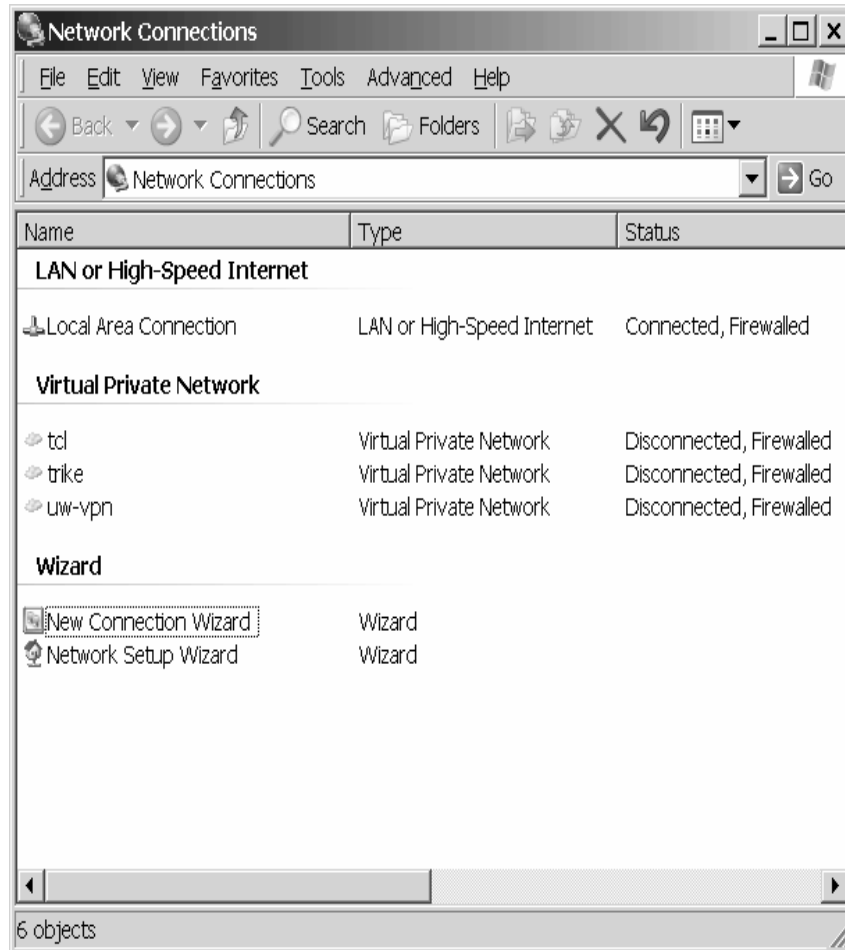 Network Connections
File Edit View Favorites Tools Advanced Help
Back Search Folders
Address Network Connections Go
Name Type Status
LAN or High-Speed Internet
Local Area Connection LAN or High-Speed Internet Connected, Firewalled
Virtual Private Network
tcl Virtual Private Network Disconnected, Firewalled
trike Virtual Private Network Disconnected, Firewalled
uw-vpn Virtual Private Network Disconnected, Firewalled
Wizard
New Connection Wizard Wizard
Network Setup Wizard Wizard
6 objects